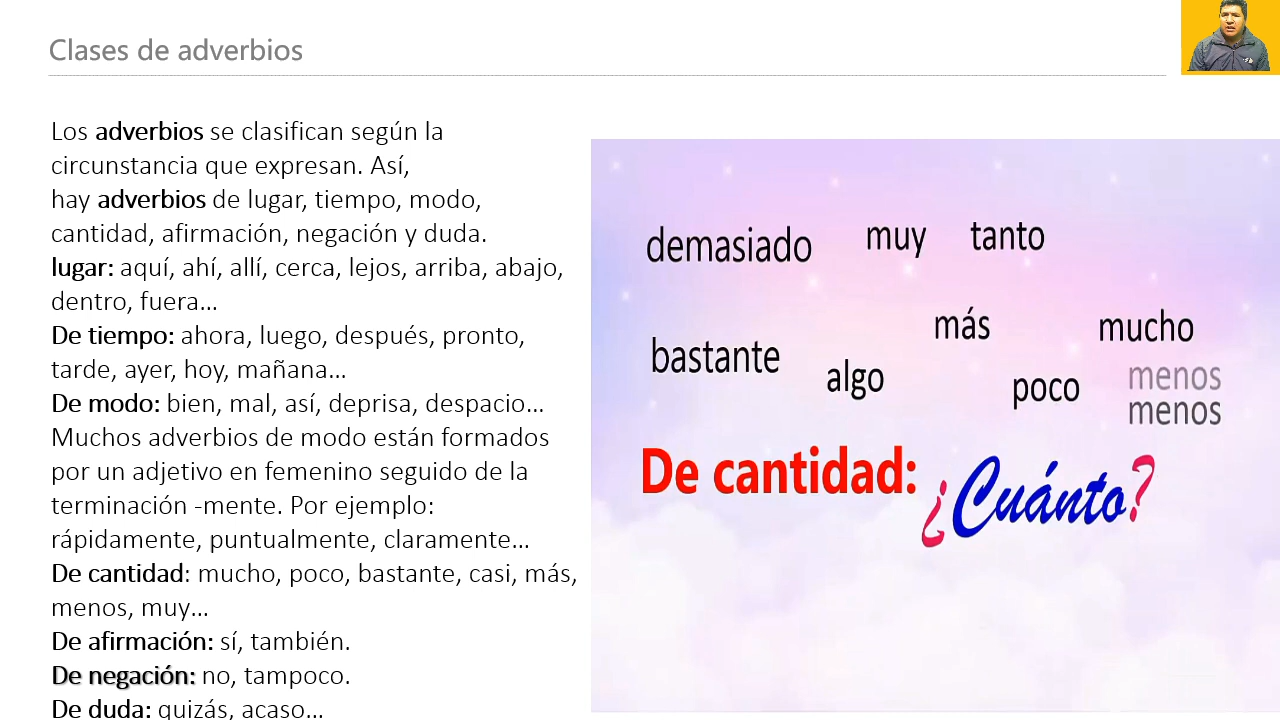 Clases de adverbios
Los adverbios se clasifican según la
circunstancia que expresan. Así,
hay adverbios de lugar, tiempo, modo,
cantidad, afirmación, negación y duda.
lugar: aquí, ahí, allí, cerca, lejos, arriba, abajo,
dentro, fuera...
De tiempo: ahora, luego, después, pronto,
tarde, ayer, hoy, mañana...
De modo: bien, mal, así, deprisa, despacio...
Muchos adverbios de modo están formados
por un adjetivo en femenino seguido de la
terminación -mente. Por ejemplo:
rápidamente, puntualmente, claramente...
De cantidad: mucho, poco, bastante, casi, más,
menos, muy...
De afirmación: sí, también.
De negación: no, tampoco.
De duda: quizás, acaso...
demasiado muy tanto
más mucho
bastante algo poco menos
menos
De cantidad: ¿Cuánto?